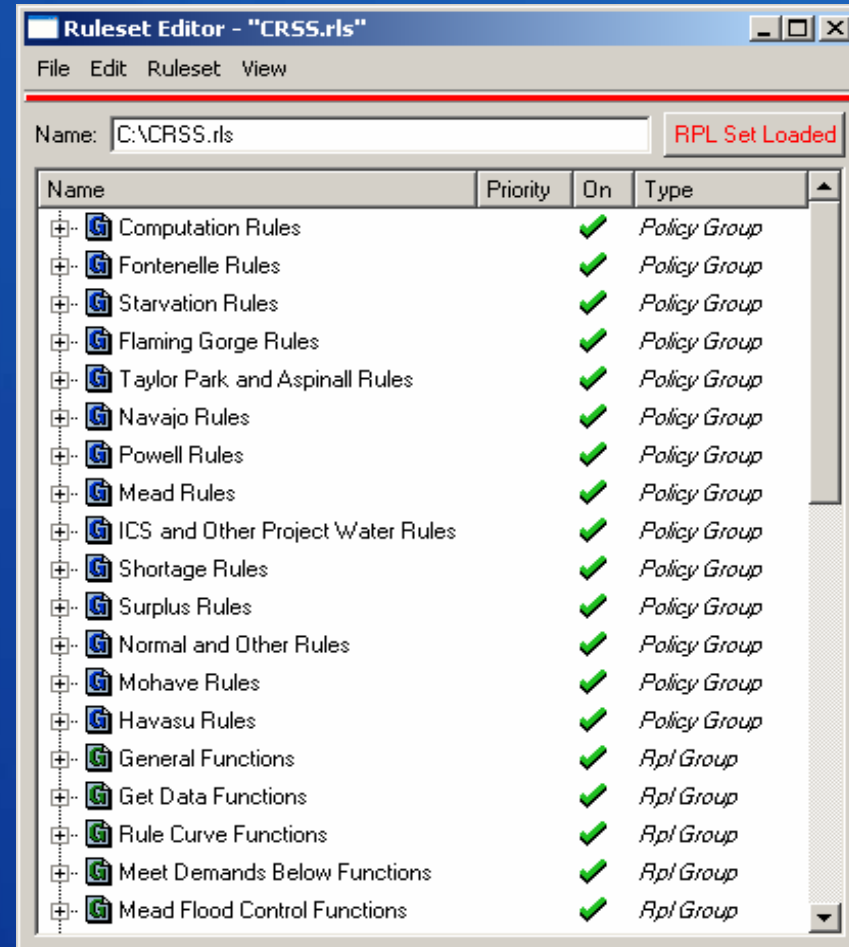 Ruleset Editor - "CRSS.rls"
File Edit Ruleset View
Name: C:\CRSS.rls RPL Set Loaded
Name Priority On Type
Computation Rules Policy Group
Fontenelle Rules Policy Group
Starvation Rules Policy Group
Flaming Gorge Rules Policy Group
Taylor Park and Aspinall Rules Policy Group
Navajo Rules Policy Group
Powell Rules Policy Group
Mead Rules Policy Group
ICS and Other Project Water Rules Policy Group
Shortage Rules Policy Group
Surplus Rules Policy Group
Normal and Other Rules Policy Group
Mohave Rules Policy Group
Havasu Rules Policy Group
General Functions Rpl Group
Get Data Functions Rpl Group
Rule Curve Functions Rpl Group
Meet Demands Below Functions Rpl Group
Mead Flood Control Functions Rpl Group